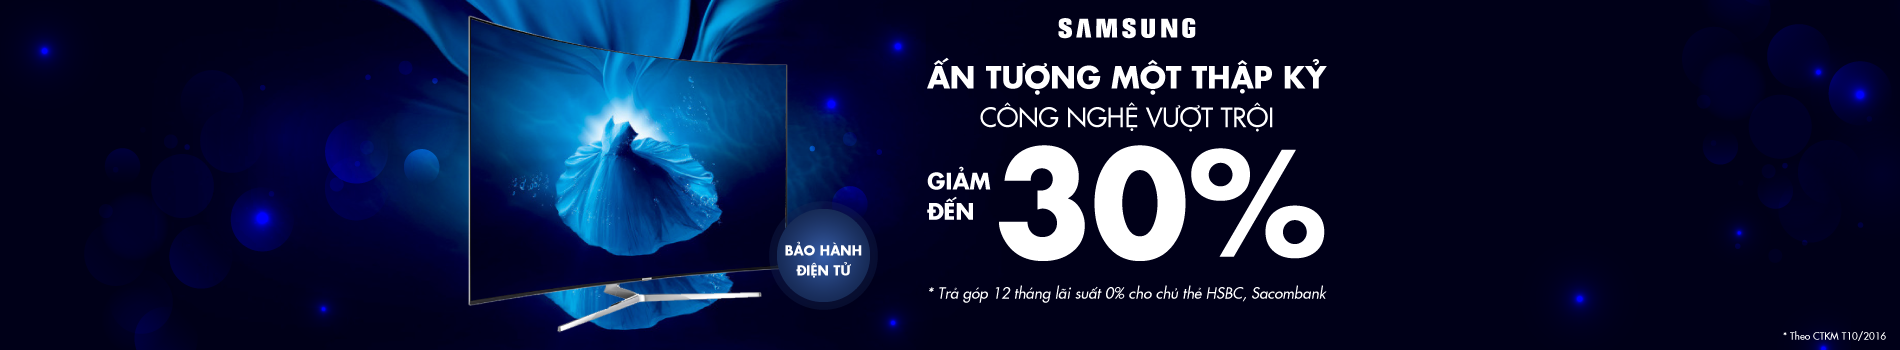 SAMSUNG
ẤN TƯỢNG MỘT THẬP KỶ
CÔNG NGHỆ VƯỢT TRỘI
GIẢM
ĐẾN
30%
BẢO HÀNH
ĐIỆN TỬ
* Trả góp 12 tháng lãi suất 0% cho chủ thẻ HSBC, Sacombank
* Theo CTKM T10/2016